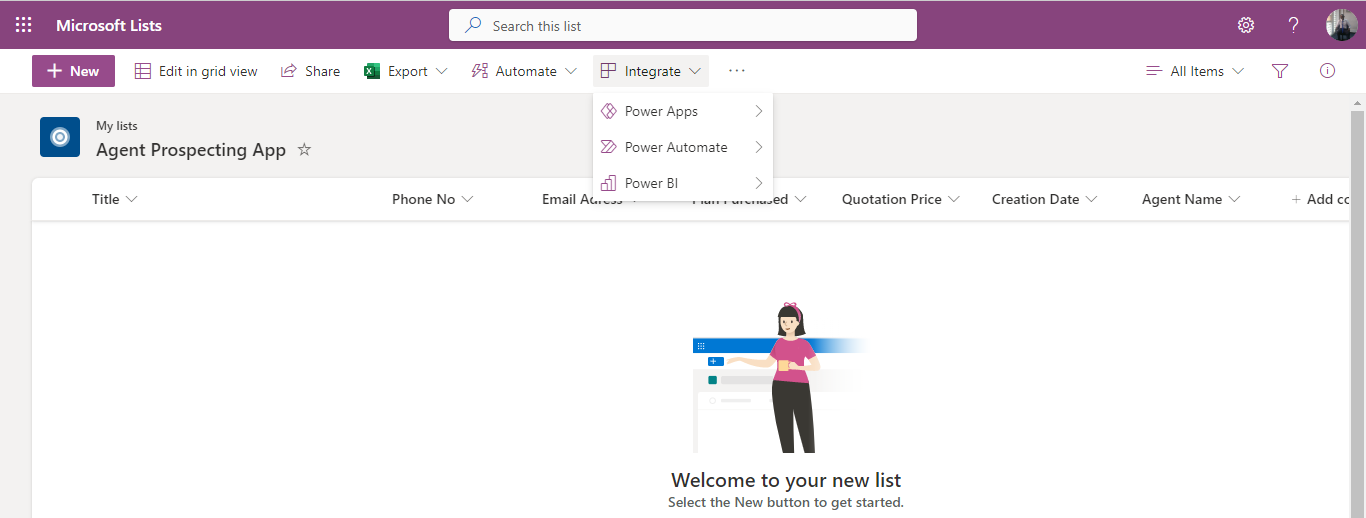 Microsoft Lists
Search this list
?
+ New
Edit in grid view
Share
Export
Automate
Integrate
...
All Items
Power Apps
Power Automate
Power BI
My lists
Agent Prospecting App
Title
Phone No
Email Adress
Plan Purchased
Quotation Price
Creation Date
Agent Name
+ Add co
Welcome to your new list
Select the New button to get started.